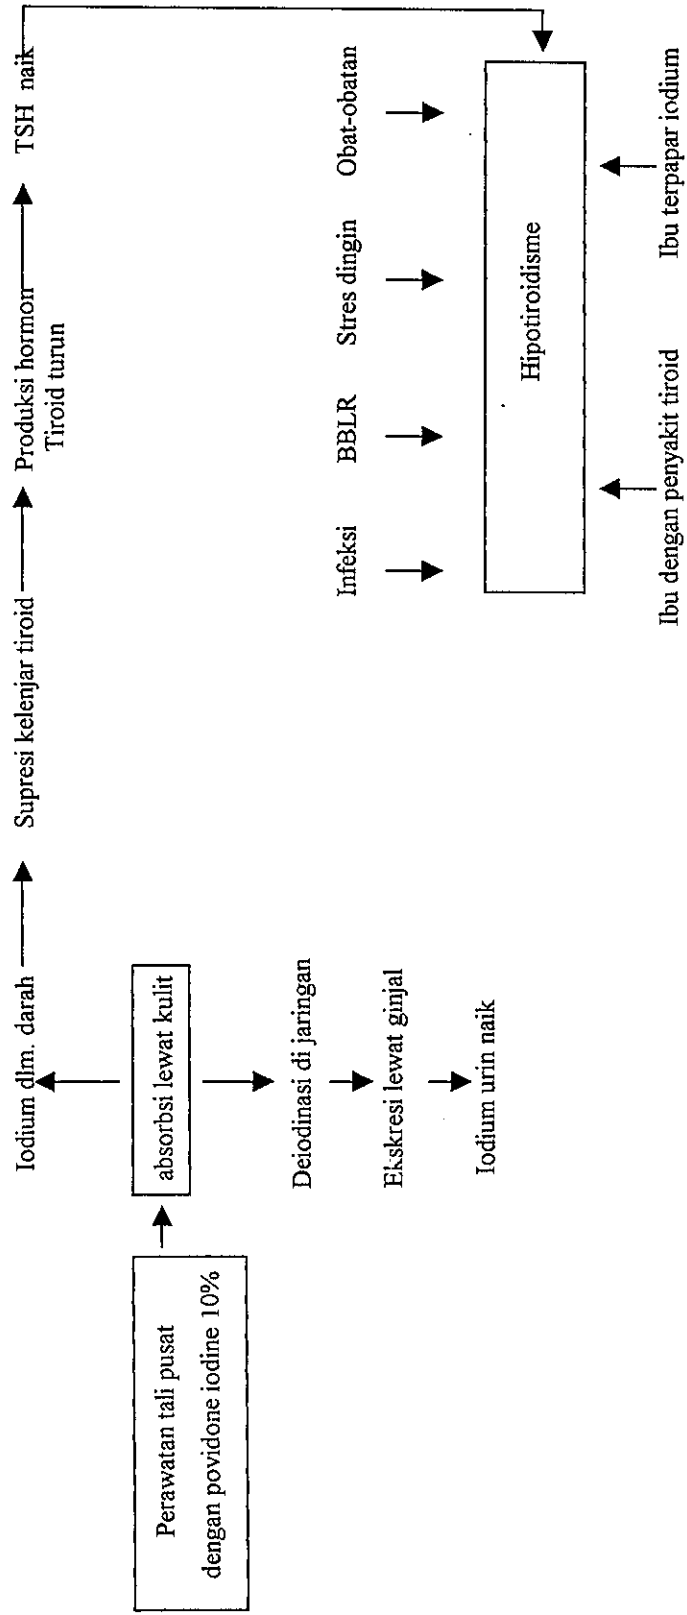 Iodium dlm. darah
Supresi kelenjar tiroid
Produksi hormon
Tiroid turun
TSH naik
Perawatan tali pusat
dengan povidone iodine 10%
absorbsi lewat kulit
Deiodinasi di jaringan
Ekskresi lewat ginjal
Iodium urin naik
Infeksi
BBLR
Stres dingin
Obat-obatan
Hipotiroidisme
Ibu dengan penyakit tiroid
Ibu terpapar iodium